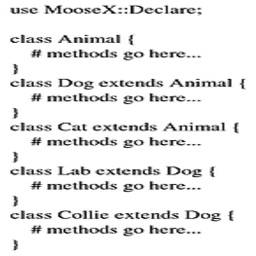 use MooseX::Declare;
class Animal {
# methods go here...
}
class Dog extends Animal {
# methods go here...
}
class Cat extends Animal {
# methods go here...
}
class Lab extends Dog {
# methods go here...
}
class Collie extends Dog {
# methods go here...
}